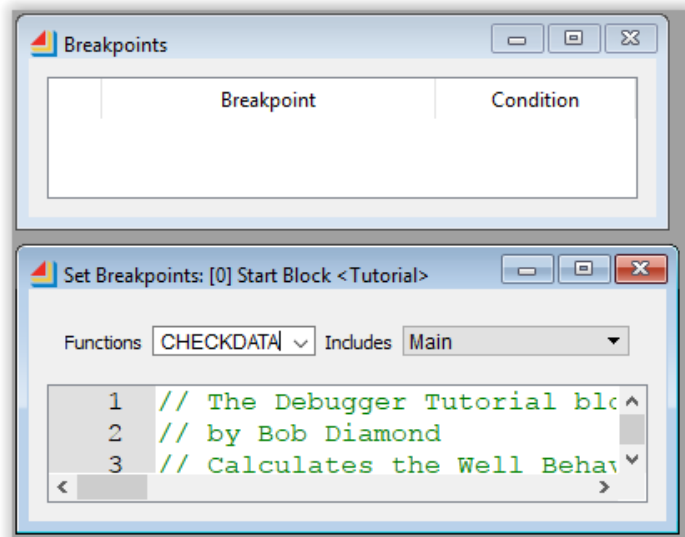 Breakpoints
Breakpoint Condition
Set Breakpoints: [0] Start Block <Tutorial>
Functions CHECKDATA Includes Main
1 // The Debugger Tutorial blo
2 // by Bob Diamond
3 // Calculates the Well Behav